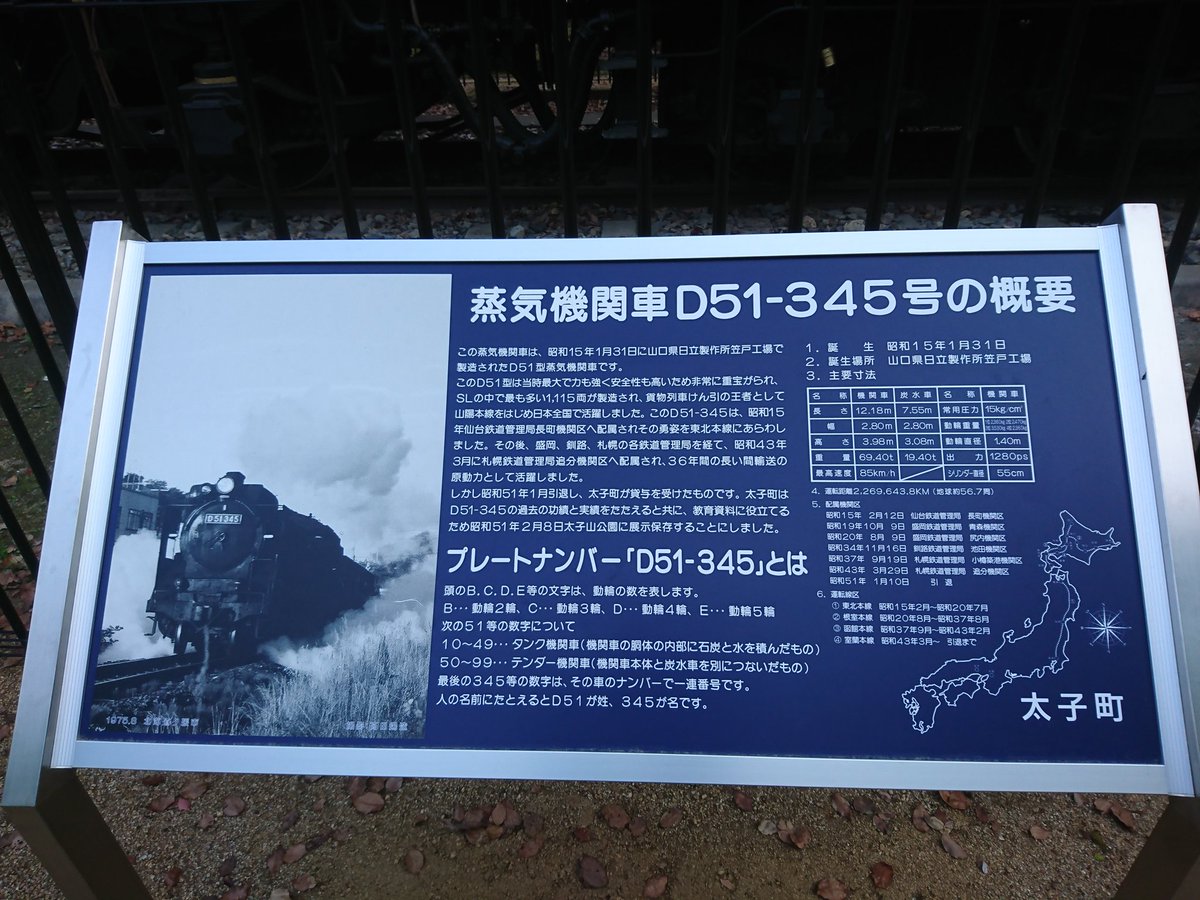 蒸気機関車D51-345号の概要
この蒸気機関車は、昭和15年1月31日に山口県日立製作所笠戸工場で
製造されたD51型蒸気機関車です。
このD51型は当時最大で力も強く安全性も高いため非常に重宝がられ、
SLの中で最も多い1,115両が製造され、貨物列車けん引の王者として
山陽本線をはじめ日本全国で活躍しました。このD51-345は、昭和15
年仙台鉄道管理局長町機関区へ配属されその勇姿を東北本線にあらわし
ました。その後、盛岡、釧路、札幌の各鉄道管理局を経て、昭和43年
3月に札幌鉄道管理局追分機関区へ配属され、36年間の長い間輸送の
原動力として活躍しました。
しかし昭和51年1月引退し、太子町が貸与を受けたものです。太子町は
D51-345の過去の功績と実績をたたえると共に、教育資料に役立てる
ため昭和51年2月8日太子山公園に展示保存することにしました。
プレートナンバー「D51-345」とは
頭のB.C.D.E等の文字は、動輪の数を表します。
B…動輪2輪、C…動輪3輪、D…動輪4輪、E…動輪5輪
次の51等の数字について
10~49…タンク機関車(機関車の胴体の内部に石炭と水を積んだもの)
50~99…テンダー機関車(機関車本体と炭水車を別につないだもの)
最後の345等の数字は、その車のナンバーで一連番号です。
人の名前にたとえるとD51が姓、345が名です。
1. 誕 生 昭和15年1月31日
2. 誕生場所 山口県日立製作所笠戸工場
3. 主要寸法
名 称 機関車 炭水車 名 称 機関車
長 さ 12.18m 7.55m 常用圧力 15kg/cm²
幅 2.80m 2.80m 動輪重量
高 さ 3.98m 3.08m 動輪直径 1.40m
重 量 69.40t 19.40t 出 力 1280ps
最高速度 85km/h シリンダー直径 55cm
4. 運転距離2,269,643.8KM(地球約56.7周)
5. 配属機関区
昭和15年 2月12日 仙台鉄道管理局 長町機関区
昭和19年10月 9日 盛岡鉄道管理局 青森機関区
昭和20年 8月 9日 盛岡鉄道管理局 尻内機関区
昭和34年11月16日 釧路鉄道管理局 池田機関区
昭和37年 9月19日 札幌鉄道管理局 小樽築港機関区
昭和43年 3月29日 札幌鉄道管理局 追分機関区
昭和51年 1月10日 引 退
6. 運転線区
① 東北本線 昭和15年2月~昭和20年7月
② 根室本線 昭和20年8月~昭和37年8月
③ 函館本線 昭和37年9月~昭和43年2月
④ 室蘭本線 昭和43年3月~ 引退まで
太子町
D51345
1975.8